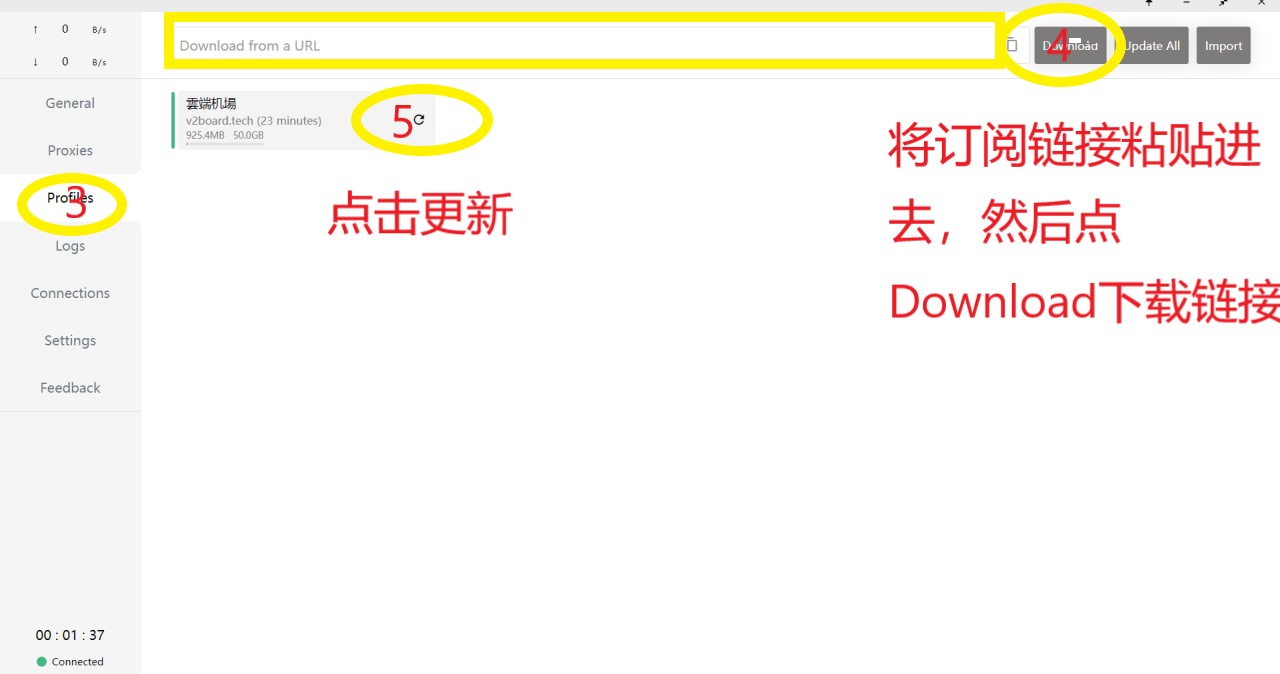 ↑ 0 B/s
↓ 0 B/s
General
Proxies
Profiles
3
Logs
Connections
Settings
Feedback
00 : 01 : 37
Connected
Download from a URL
Download
4
Update All
Import
雲端机場
v2board.tech (23 minutes)
925.4MB 50.0GB
5
点击更新
将订阅链接粘贴进
去，然后点
Download下载链接